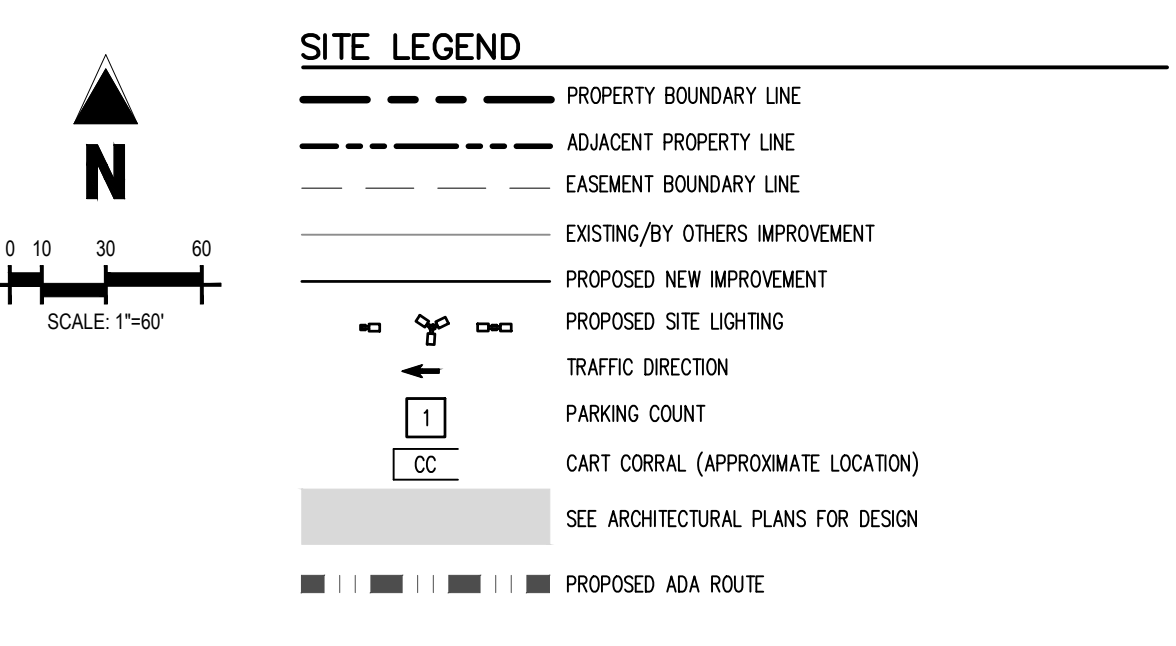 SITE LEGEND
N
0 10 30 60
SCALE: 1"=60'
PROPERTY BOUNDARY LINE
ADJACENT PROPERTY LINE
EASEMENT BOUNDARY LINE
EXISTING/BY OTHERS IMPROVEMENT
PROPOSED NEW IMPROVEMENT
PROPOSED SITE LIGHTING
TRAFFIC DIRECTION
1 PARKING COUNT
CC CART CORRAL (APPROXIMATE LOCATION)
SEE ARCHITECTURAL PLANS FOR DESIGN
PROPOSED ADA ROUTE